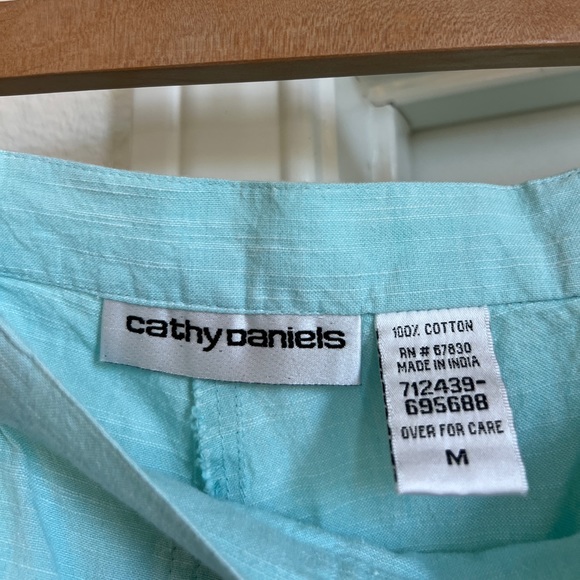 cathy Daniels
100% COTTON
RN # 67830
MADE IN INDIA
712439-
695688
OVER FOR CARE
M